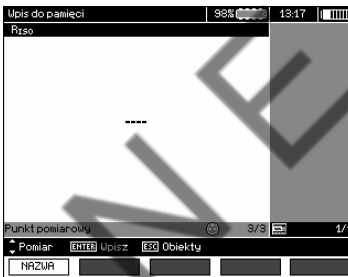 Wpis do pamięci 98% 13:17
RISO
----
Punkt pomiarowy 3/3 1/
Pomiar ENTER Wpisz ESC Obiekty
NAZWA